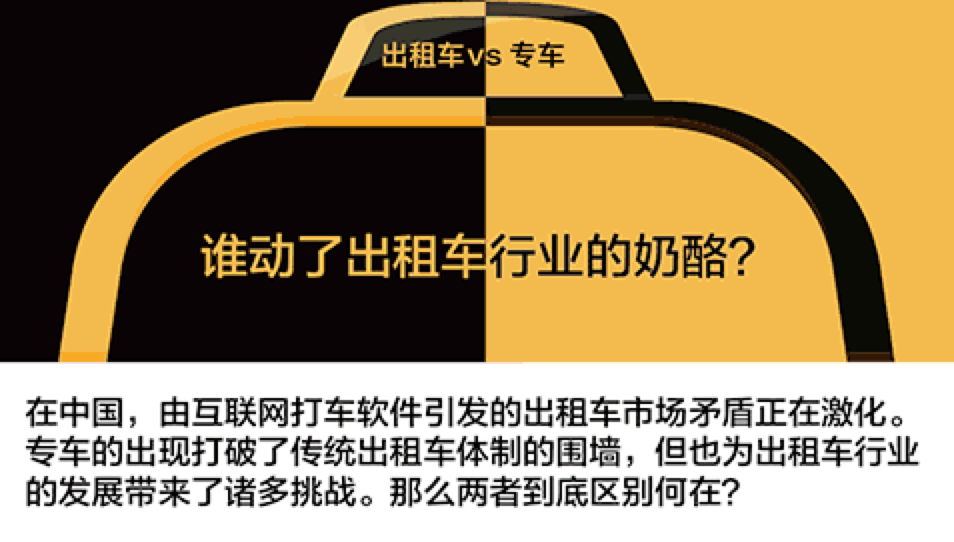 出租车vs 专车
谁动了出租车行业的奶酪?
在中国，由互联网打车软件引发的出租车市场矛盾正在激化。
专车的出现打破了传统出租车体制的围墙，但也为出租车行业
的发展带来了诸多挑战。那么两者到底区别何在?